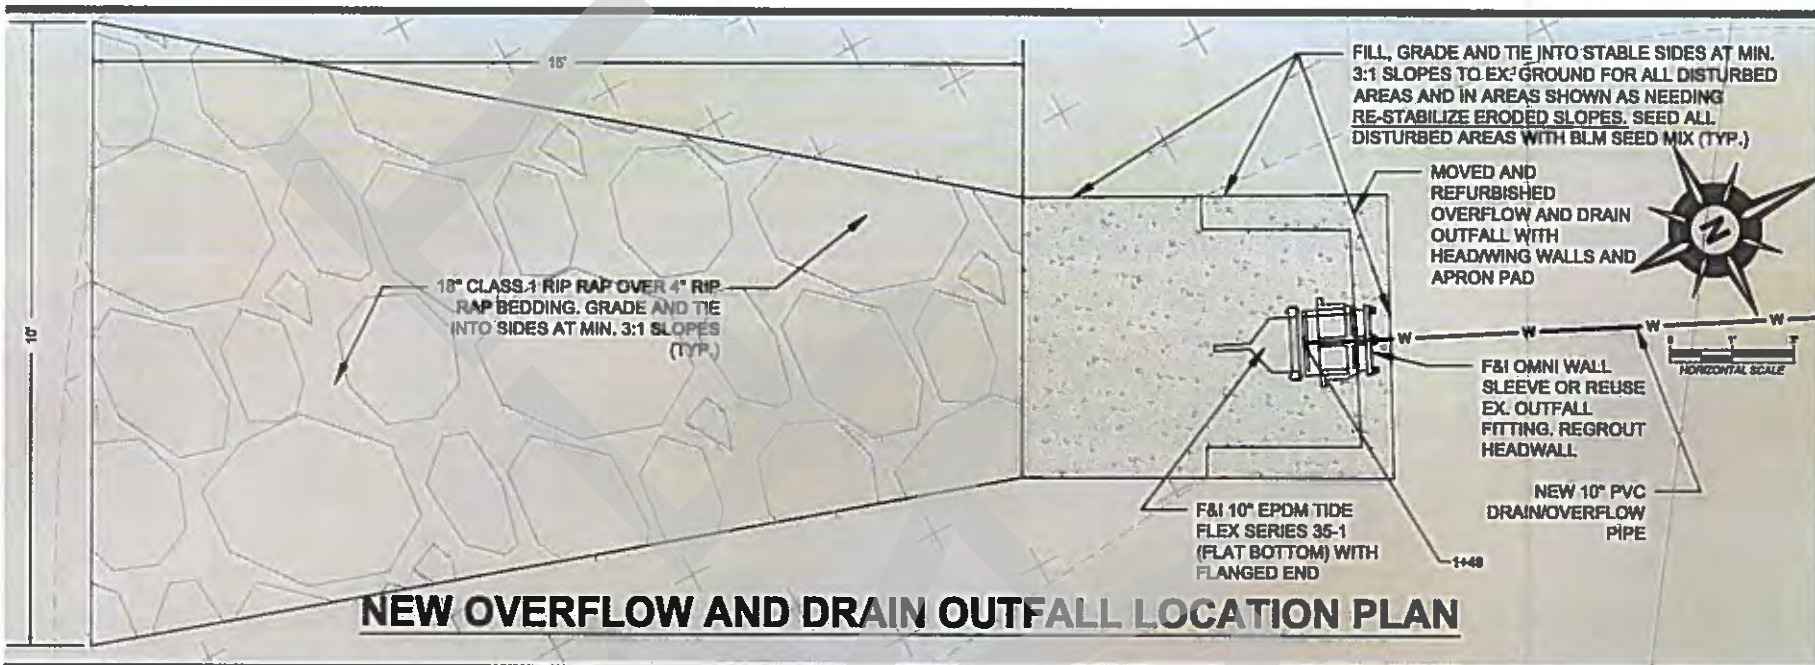 15'
FILL, GRADE AND TIE INTO STABLE SIDES AT MIN.
3:1 SLOPES TO EX. GROUND FOR ALL DISTURBED
AREAS AND IN AREAS SHOWN AS NEEDING
RE-STABILIZE ERODED SLOPES. SEED ALL
DISTURBED AREAS WITH BLM SEED MIX (TYP.)
MOVED AND
REFURBISHED
OVERFLOW AND DRAIN
OUTFALL WITH
HEAD/WING WALLS AND
APRON PAD
N
18" CLASS 1 RIP RAP OVER 4" RIP
RAP BEDDING. GRADE AND TIE
INTO SIDES AT MIN. 3:1 SLOPES
(TYP.)
10'
W W W W
0 1' 2'
HORIZONTAL SCALE
F&I OMNI WALL
SLEEVE OR REUSE
EX. OUTFALL
FITTING, REGROUT
HEADWALL
NEW 10" PVC
DRAIN/OVERFLOW
PIPE
F&I 10" EPDM TIDE
FLEX SERIES 35-1
(FLAT BOTTOM) WITH
FLANGED END
1+48
NEW OVERFLOW AND DRAIN OUTFALL LOCATION PLAN